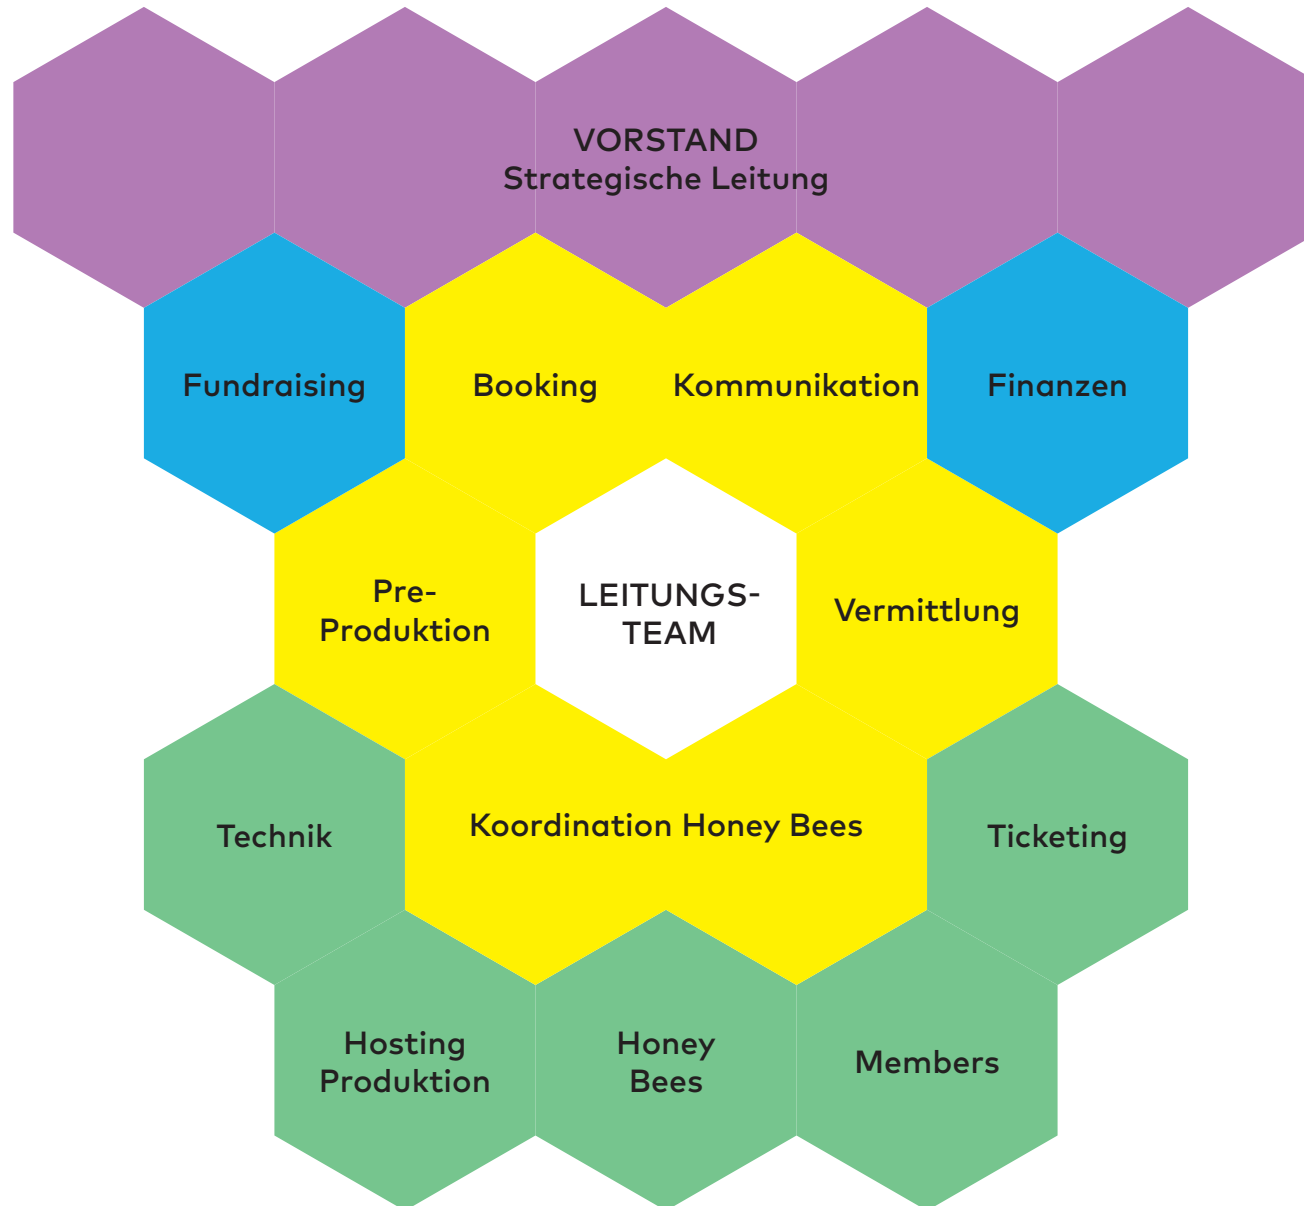 VORSTAND
Strategische Leitung
Fundraising
Booking
Kommunikation
Finanzen
Pre-
Produktion
LEITUNGS-
TEAM
Vermittlung
Technik
Koordination Honey Bees
Ticketing
Hosting
Produktion
Honey
Bees
Members